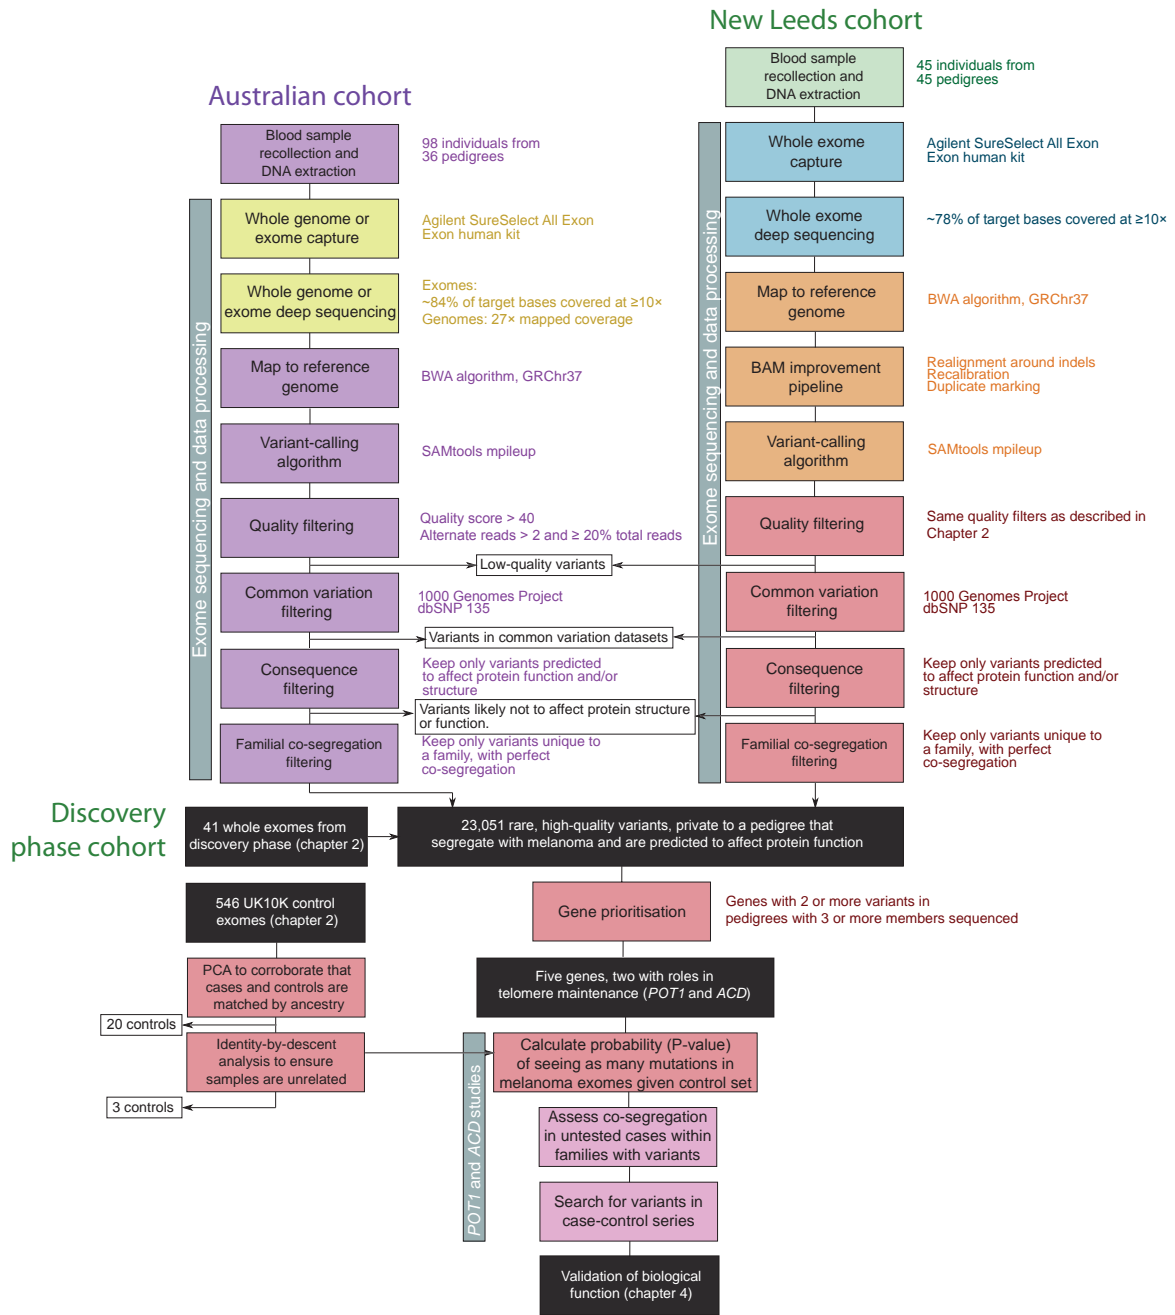 New Leeds cohort
Blood sample
recollection and
DNA extraction
45 individuals from
45 pedigrees
Australian cohort
Blood sample
recollection and
DNA extraction
98 individuals from
36 pedigrees
Whole exome
capture
Agilent SureSelect All Exon
Exon human kit
Whole genome or
exome capture
Agilent SureSelect All Exon
Exon human kit
Whole exome
deep sequencing
~78% of target bases covered at ≥10×
Whole genome or
exome deep sequencing
Exomes:
~84% of target bases covered at ≥10×
Genomes: 27× mapped coverage
Map to reference
genome
BWA algorithm, GRChr37
Map to reference
genome
BWA algorithm, GRChr37
BAM improvement
pipeline
Realignment around indels
Recalibration
Duplicate marking
Variant-calling
algorithm
SAMtools mpileup
Variant-calling
algorithm
SAMtools mpileup
Quality filtering
Quality score > 40
Alternate reads > 2 and ≥ 20% total reads
Quality filtering
Same quality filters as described in
Chapter 2
Low-quality variants
Common variation
filtering
1000 Genomes Project
dbSNP 135
Common variation
filtering
1000 Genomes Project
dbSNP 135
Variants in common variation datasets
Consequence
filtering
Keep only variants predicted
to affect protein function and/or
structure
Consequence
filtering
Keep only variants predicted
to affect protein function and/or
structure
Variants likely not to affect protein structure
or function.
Familial co-segregation
filtering
Keep only variants unique to
a family, with perfect
co-segregation
Familial co-segregation
filtering
Keep only variants unique to
a family, with perfect
co-segregation
Exome sequencing and data processing
Exome sequencing and data processing
Discovery
phase cohort
41 whole exomes from
discovery phase (chapter 2)
23,051 rare, high-quality variants, private to a pedigree that
segregate with melanoma and are predicted to affect protein function
546 UK10K control
exomes (chapter 2)
Gene prioritisation
Genes with 2 or more variants in
pedigrees with 3 or more members sequenced
PCA to corroborate that
cases and controls are
matched by ancestry
Five genes, two with roles in
telomere maintenance (POT1 and ACD)
20 controls
Identity-by-descent
analysis to ensure
samples are unrelated
Calculate probability (P-value)
of seeing as many mutations in
melanoma exomes given control set
3 controls
POT1 and ACD studies
Assess co-segregation
in untested cases within
families with variants
Search for variants in
case-control series
Validation of biological
function (chapter 4)